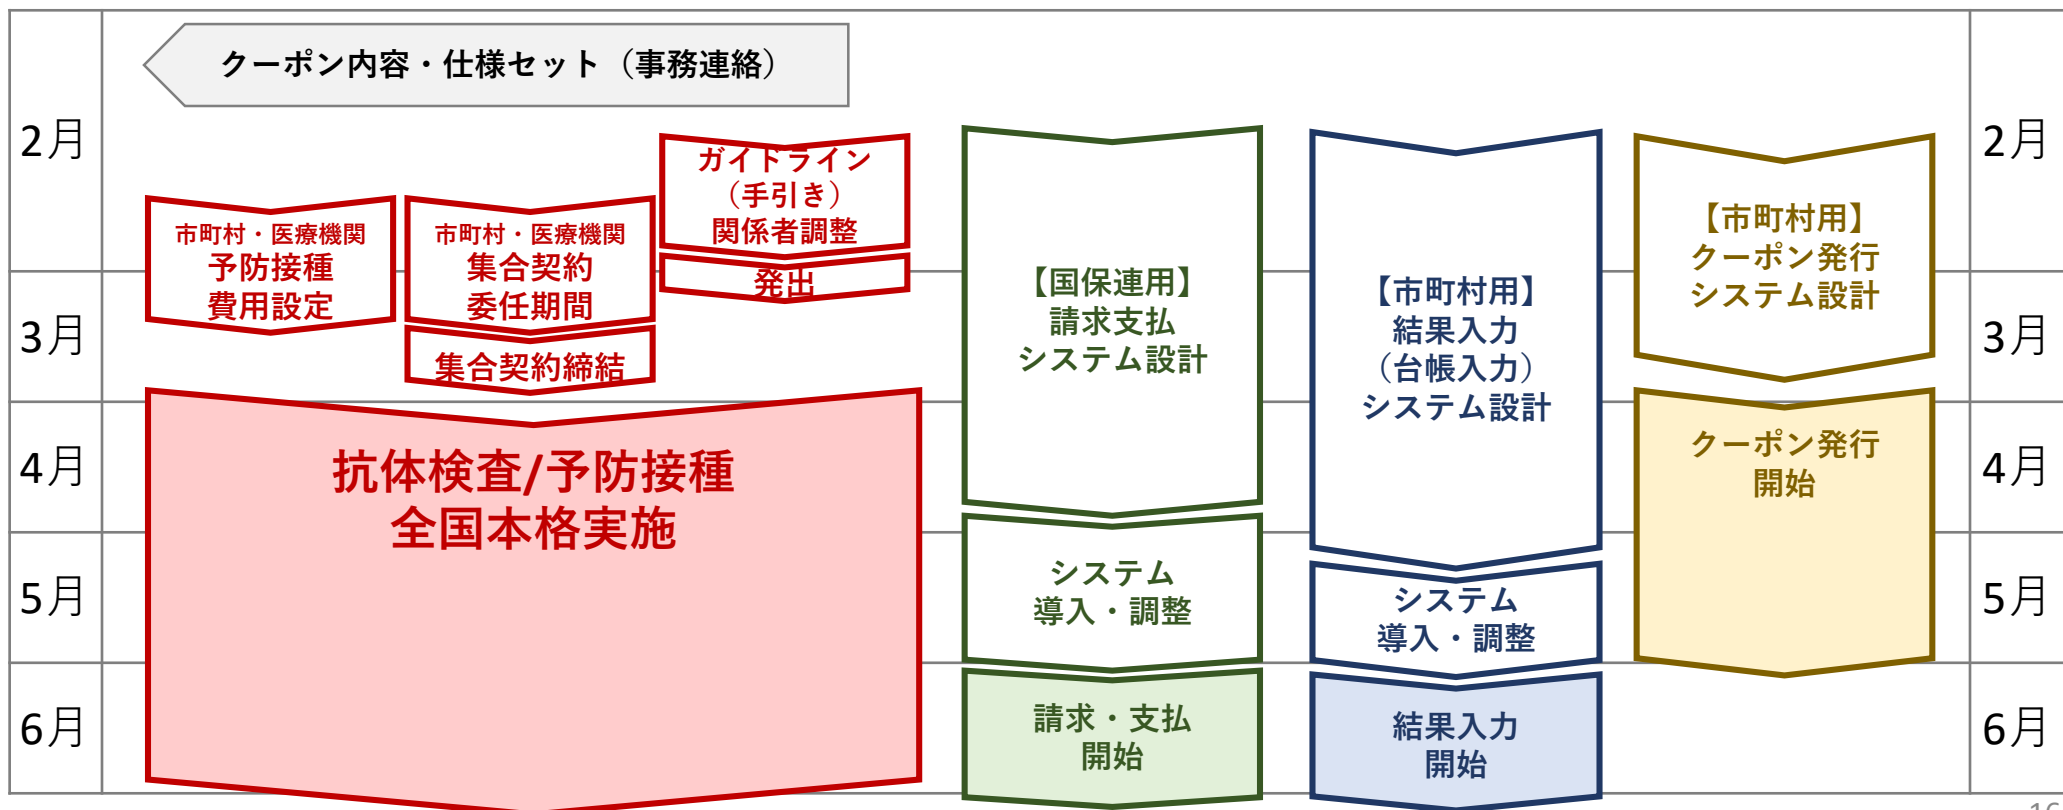 クーポン内容・仕様セット（事務連絡）
2月
3月
4月
5月
6月
市町村・医療機関
予防接種
費用設定
市町村・医療機関
集合契約
委任期間
集合契約締結
ガイドライン
（手引き）
関係者調整
発出
抗体検査/予防接種
全国本格実施
【国保連用】
請求支払
システム設計
システム
導入・調整
請求・支払
開始
【市町村用】
結果入力
（台帳入力）
システム設計
システム
導入・調整
結果入力
開始
【市町村用】
クーポン発行
システム設計
クーポン発行
開始
2月
3月
4月
5月
6月